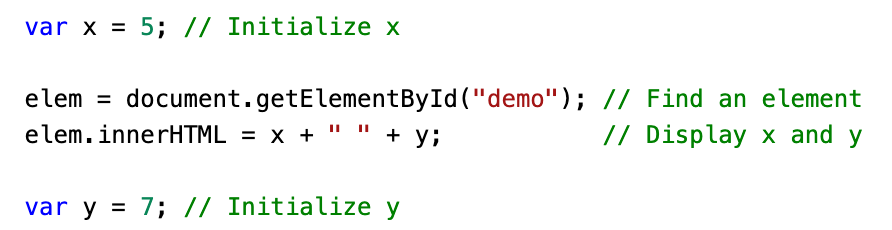 var x = 5; // Initialize x
elem = document.getElementById("demo"); // Find an element
elem.innerHTML = x + " " + y;           // Display x and y
var y = 7; // Initialize y